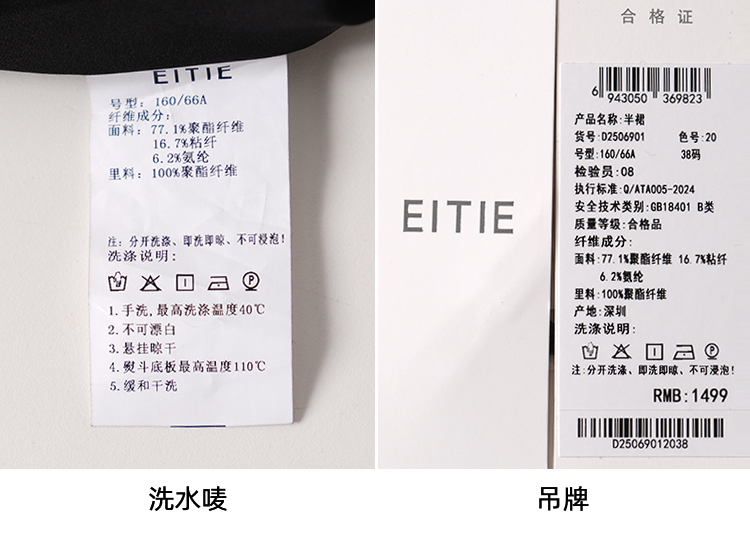 EITIE
号型: 160/66A
纤维成分:
面料: 77.1%聚酯纤维
16.7%粘纤
6.2%氨纶
里料: 100%聚酯纤维
注: 分开洗涤、即洗即晾、不可浸泡!
洗涤说明:
1.手洗,最高洗涤温度40℃
2.不可漂白
3.悬挂晾干
4.熨斗底板最高温度110℃
5.缓和干洗
洗水唛
EITIE
合格证
6 943050 369823
产品名称:半裙
货号:D2506901 色号:20
号型:160/66A 38码
检验员:08
执行标准:Q/ATA005-2024
安全技术类别:GB18401 B类
质量等级:合格品
纤维成分:
面料:77.1%聚酯纤维 16.7%粘纤
6.2%氨纶
里料:100%聚酯纤维
产地:深圳
洗涤说明:
注:分开洗涤、即洗即晾、不可浸泡!
RMB:1499
D25069012038
吊牌